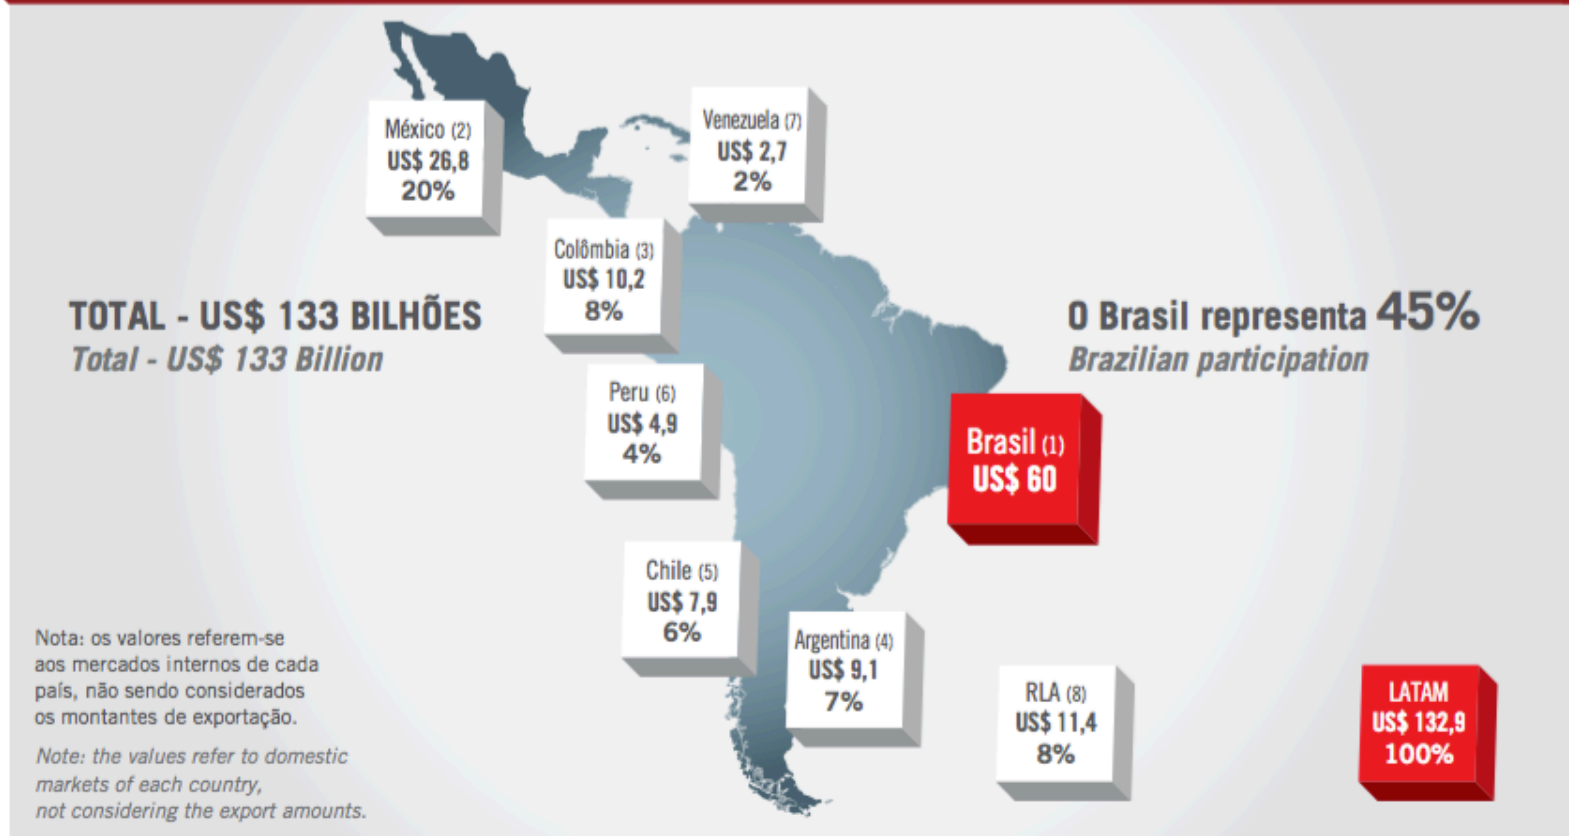 México (2)
US$ 26,8
20%
Venezuela (7)
US$ 2,7
2%
Colômbia (3)
US$ 10,2
8%
TOTAL - US$ 133 BILHÕES
Total - US$ 133 Billion
O Brasil representa 45%
Brazilian participation
Peru (6)
US$ 4,9
4%
Brasil (1)
US$ 60
Chile (5)
US$ 7,9
6%
Argentina (4)
US$ 9,1
7%
Nota: os valores referem-se
aos mercados internos de cada
país, não sendo considerados
os montantes de exportação.
Note: the values refer to domestic
markets of each country,
not considering the export amounts.
RLA (8)
US$ 11,4
8%
LATAM
US$ 132,9
100%